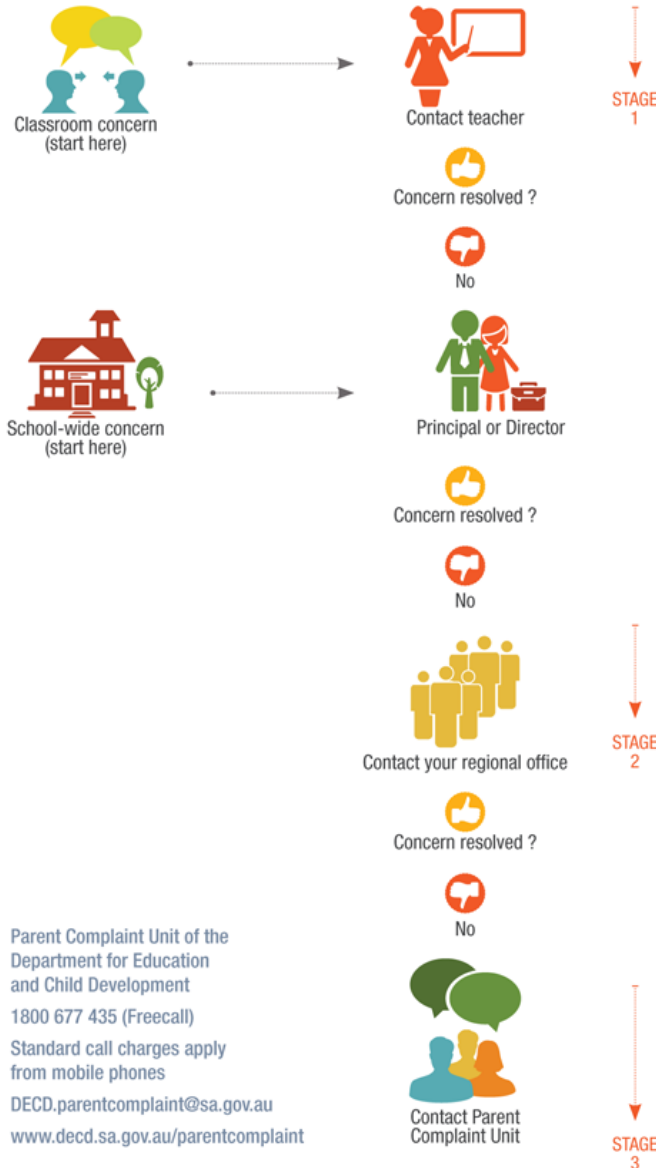 Classroom concern
(start here)
Contact teacher
STAGE
1
Concern resolved ?
No
School-wide concern
(start here)
Principal or Director
Concern resolved ?
No
Contact your regional office
STAGE
2
Concern resolved ?
No
Parent Complaint Unit of the
Department for Education
and Child Development
1800 677 435 (Freecall)
Standard call charges apply
from mobile phones
DECD.parentcomplaint@sa.gov.au
www.decd.sa.gov.au/parentcomplaint
Contact Parent
Complaint Unit
STAGE
3